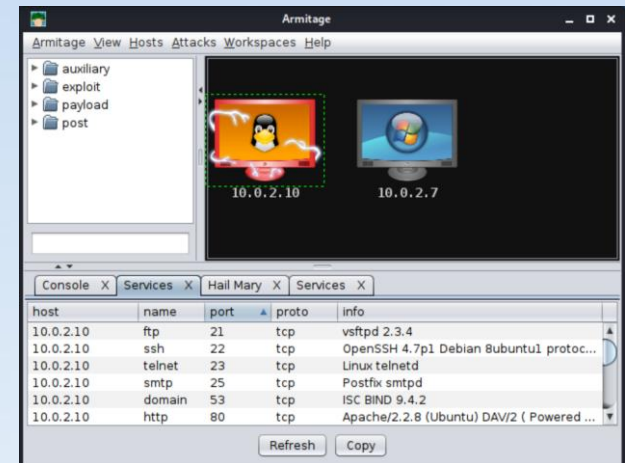 Armitage
Armitage View Hosts Attacks Workspaces Help
auxiliary
exploit
payload
post
10.0.2.10
10.0.2.7
Console X Services X Hail Mary X Services X
host name port proto info
10.0.2.10 ftp 21 tcp vsftpd 2.3.4
10.0.2.10 ssh 22 tcp OpenSSH 4.7p1 Debian 8ubuntu1 protoc...
10.0.2.10 telnet 23 tcp Linux telnetd
10.0.2.10 smtp 25 tcp Postfix smtpd
10.0.2.10 domain 53 tcp ISC BIND 9.4.2
10.0.2.10 http 80 tcp Apache/2.2.8 (Ubuntu) DAV/2 ( Powered ...
Refresh Copy